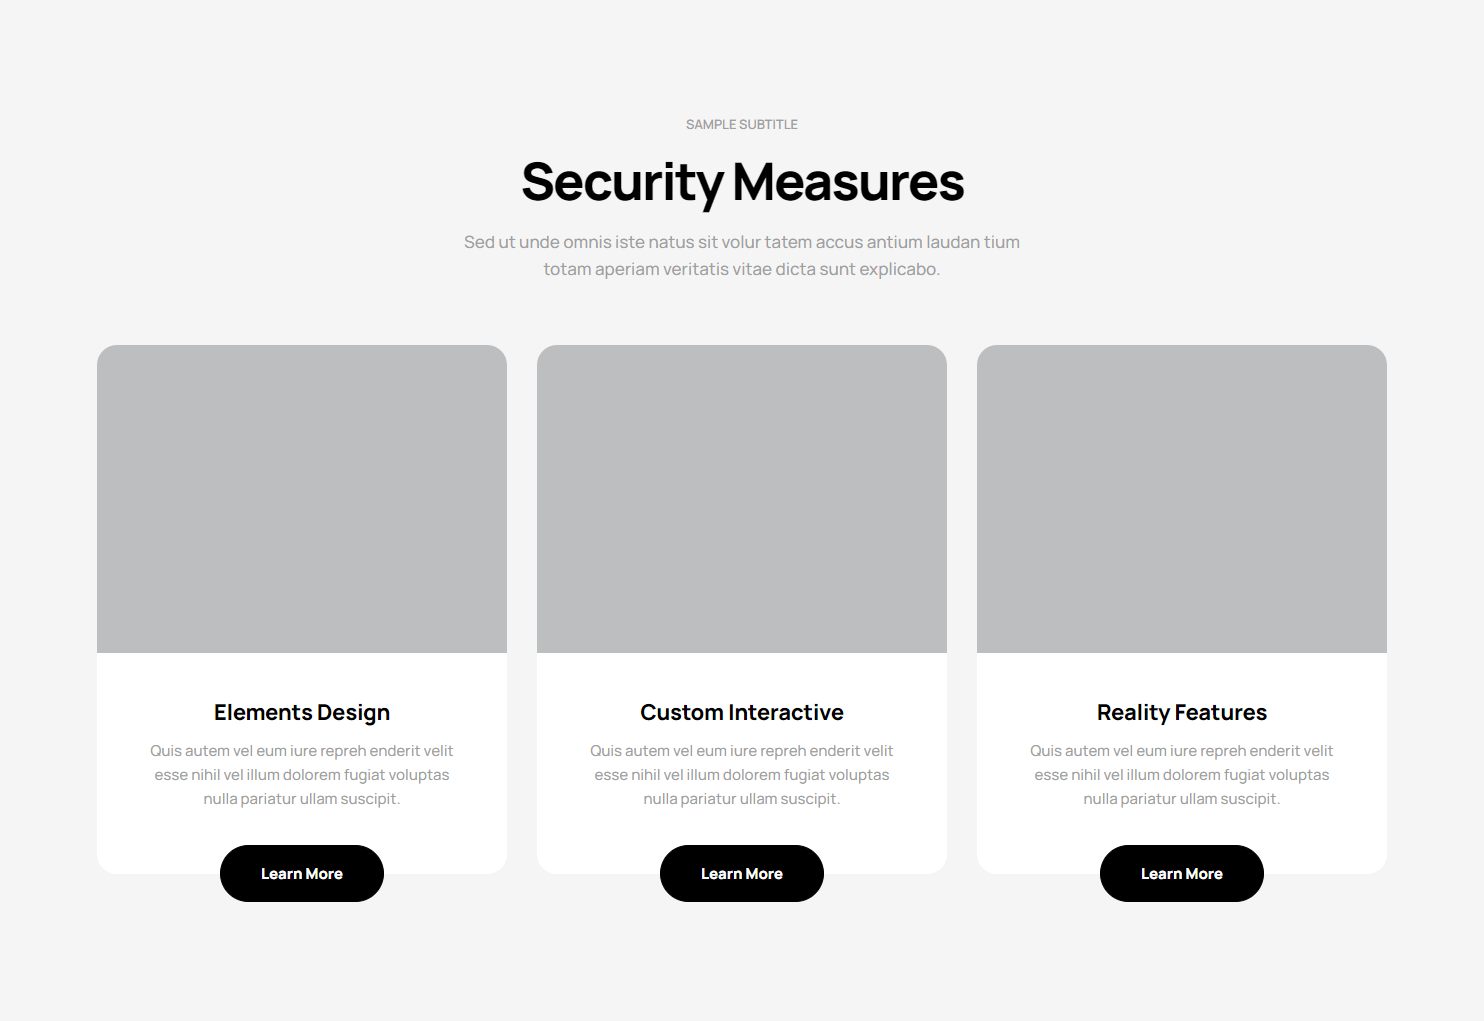 SAMPLE SUBTITLE
Security Measures
Sed ut unde omnis iste natus sit volur tatem accus antium laudan tium
totam aperiam veritatis vitae dicta sunt explicabo.
Elements Design
Quis autem vel eum iure repreh enderit velit
esse nihil vel illum dolorem fugiat voluptas
nulla pariatur ullam suscipit.
Learn More
Custom Interactive
Quis autem vel eum iure repreh enderit velit
esse nihil vel illum dolorem fugiat voluptas
nulla pariatur ullam suscipit.
Learn More
Reality Features
Quis autem vel eum iure repreh enderit velit
esse nihil vel illum dolorem fugiat voluptas
nulla pariatur ullam suscipit.
Learn More